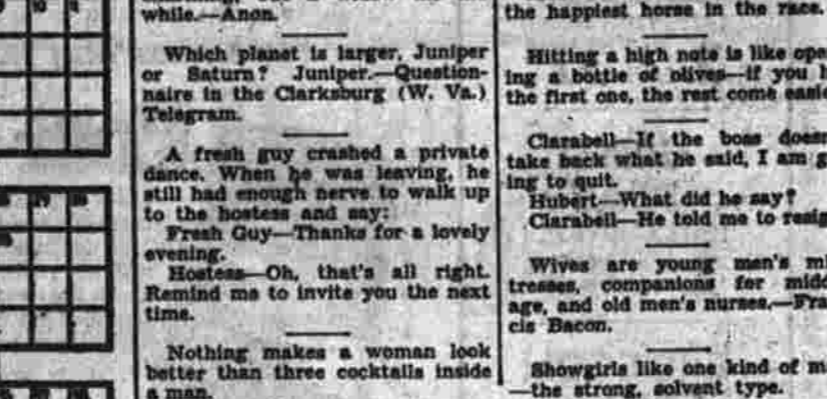 while.—Anon.
Which planet is larger, Juniper
or Saturn? Juniper.—Question-
naire in the Clarksburg (W. Va.)
Telegram.
A fresh guy crashed a private
dance. When he was leaving, he
still had enough nerve to walk up
to the hostess and say:
Fresh Guy—Thanks for a lovely
evening.
Hostess—Oh, that's all right.
Remind me to invite you the next
time.
Nothing makes a woman look
better than three cocktails inside
a man.
the happiest horse in the race.
Hitting a high note is like ope
ing a bottle of olives—if you h
the first one, the rest come easie
Clarabell—If the boss doesn
take back what he said, I am g
ing to quit.
Hubert—What did he say?
Clarabell—He told me to resig
Wives are young men's mi
tresses, companions for midd
age, and old men's nurses.—Fra
cis Bacon.
Showgirls like one kind of m
—the strong, solvent type.